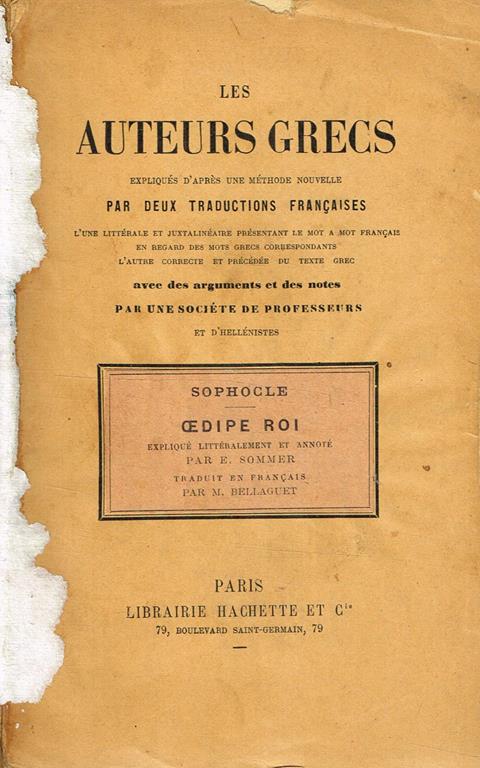 LES
AUTEURS GRECS
EXPLIQUÉS D'APRÈS UNE MÉTHODE NOUVELLE
PAR DEUX TRADUCTIONS FRANÇAISES
L'UNE LITTÉRALE ET JUXTALINÉAIRE PRÉSENTANT LE MOT A MOT FRANÇAIS
EN REGARD DES MOTS GRECS CORRESPONDANTS
L'AUTRE CORRECTE ET PRÉCÉDÉE DU TEXTE GREC
avec des arguments et des notes
PAR UNE SOCIÉTE DE PROFESSEURS
ET D'HELLÉNISTES
SOPHOCLE
ŒDIPE ROI
EXPLIQUÉ LITTÉRALEMENT ET ANNOTÉ
PAR E. SOMMER
TRADUIT EN FRANÇAIS
PAR M. BELLAGUET
PARIS
LIBRAIRIE HACHETTE ET Cie
79, BOULEVARD SAINT-GERMAIN, 79